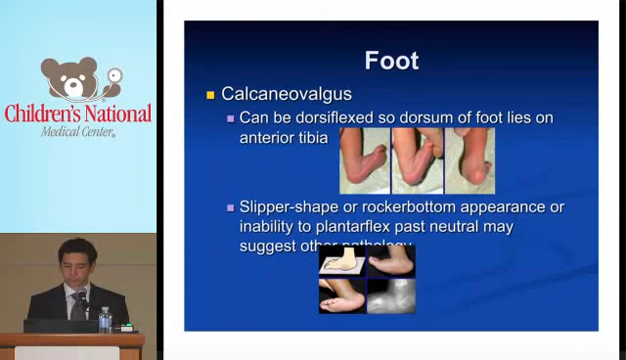 Children's National
Medical Center
Foot
Calcaneovalgus
Can be dorsiflexed so dorsum of foot lies on
anterior tibia
Slipper-shape or rockerbottom appearance or
inability to plantarflex past neutral may
suggest other pathology